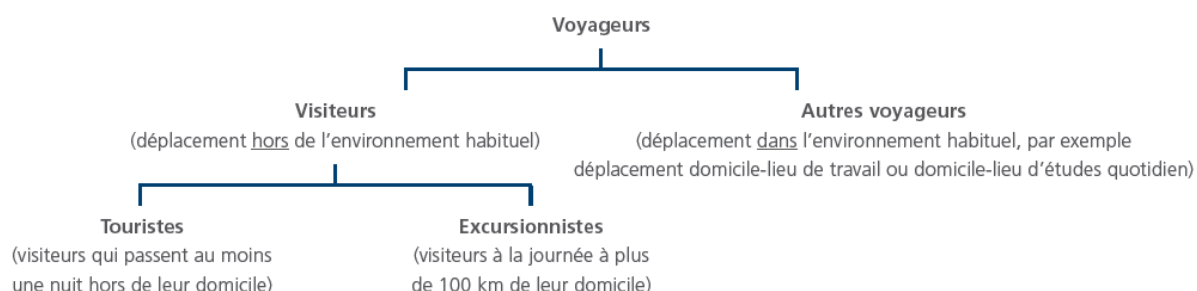 Voyageurs
Visiteurs
(déplacement hors de l'environnement habituel)
Autres voyageurs
(déplacement dans l'environnement habituel, par exemple
déplacement domicile-lieu de travail ou domicile-lieu d'études quotidien)
Touristes
(visiteurs qui passent au moins
une nuit hors de leur domicile)
Excursionnistes
(visiteurs à la journée à plus
de 100 km de leur domicile)